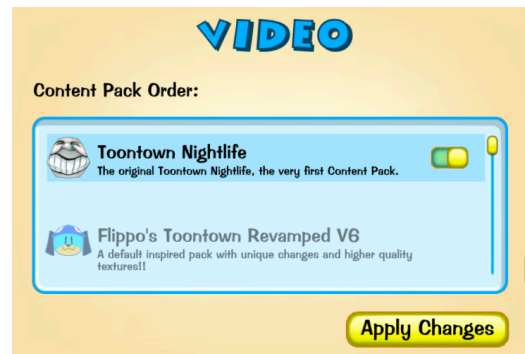 VIDEO
Content Pack Order:
Toontown Nightlife
The original Toontown Nightlife, the very first Content Pack.
Flippo's Toontown Revamped V6
A default inspired pack with unique changes and higher quality
textures!!
Apply Changes